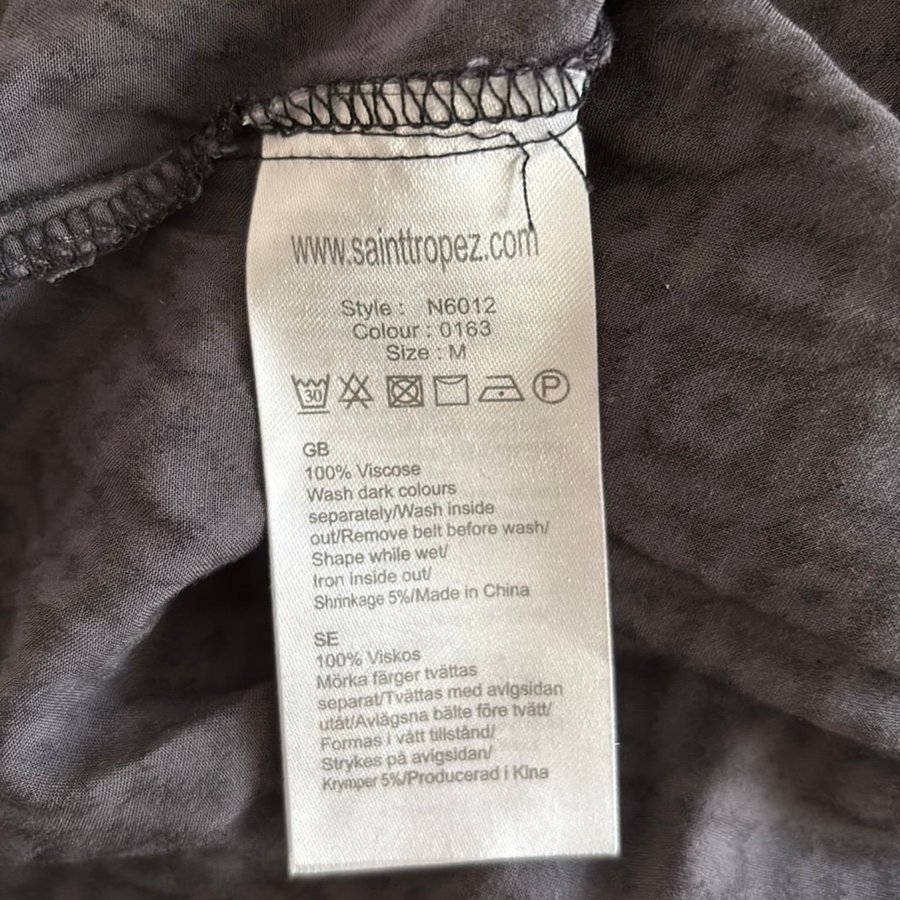 www.sainttropez.com
Style : N6012
Colour : 0163
Size : M
30 P
GB
100% Viscose
Wash dark colours
separately/Wash inside
out/Remove belt before wash/
Shape while wet/
Iron inside out/
Shrinkage 5%/Made in China
SE
100% Viskos
Mörka färger tvättas
separat/Tvättas med avigsidan
utåt/Avlägsna bälte före tvätt/
Formas i vått tillstånd/
Strykes på avigsidan/
Krymper 5%/Producerad i Kina